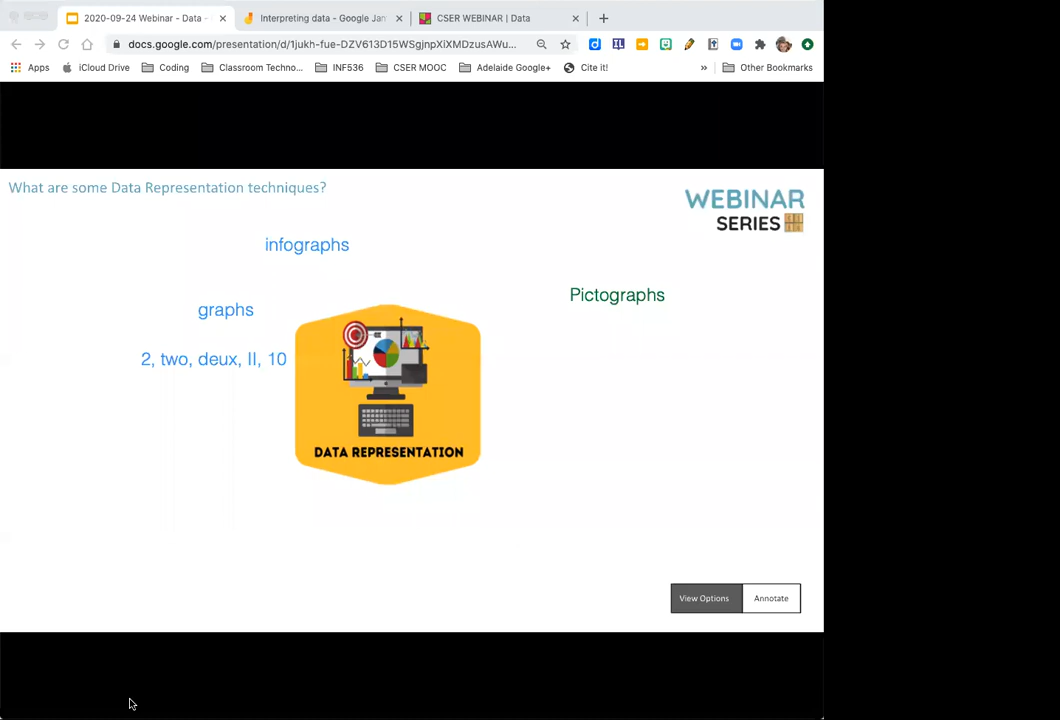 2020-09-24 Webinar - Data -
Interpreting data - Google Jam
CSER WEBINAR | Data
docs.google.com/presentation/d/1jukh-fue-DZV613D15WSgjnpXiXMDzusAWu...
Apps
iCloud Drive
Coding
Classroom Techno...
INF536
CSER MOOC
Adelaide Google+
Cite it!
»
Other Bookmarks
What are some Data Representation techniques?
WEBINAR
SERIES
infographs
Pictographs
graphs
2, two, deux, II, 10
DATA REPRESENTATION
View Options
Annotate